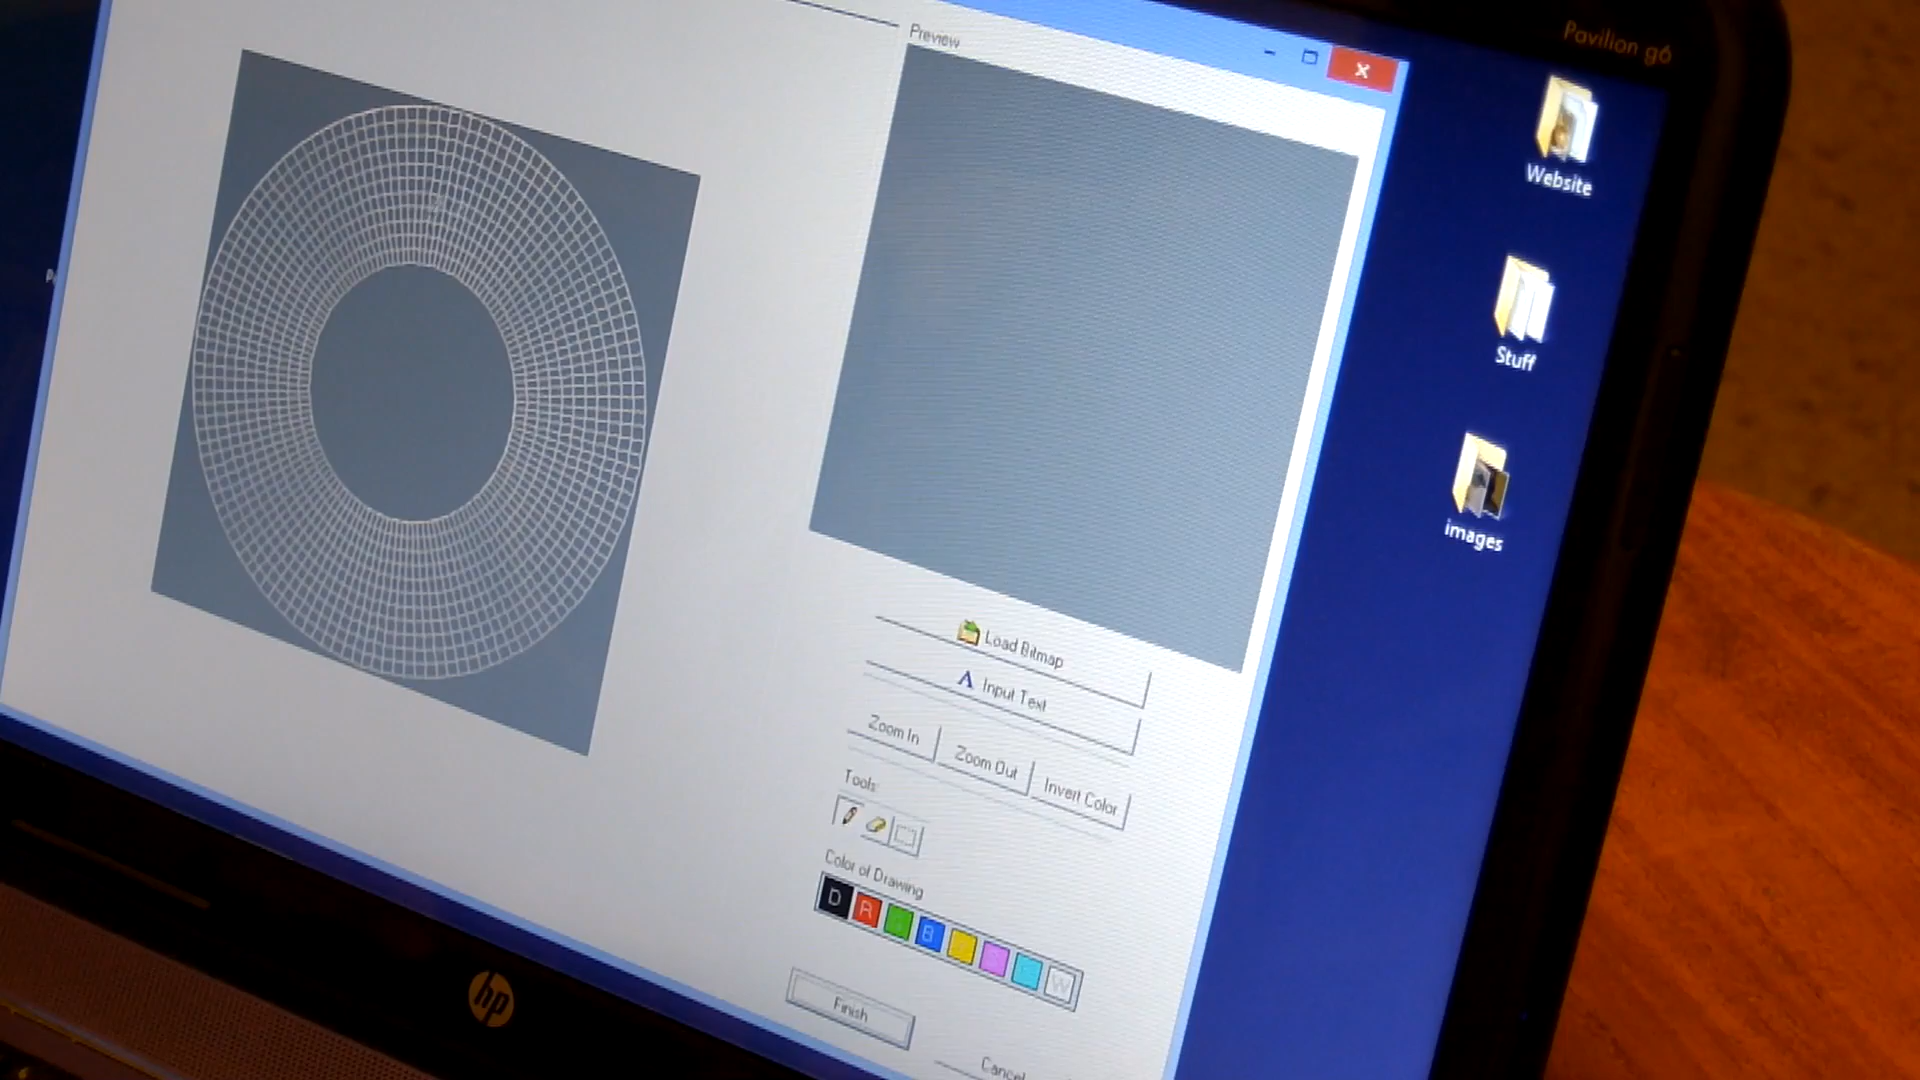 Pavilion g6
Preview
Website
Stuff
images
Load Bitmap
A Input Text
Zoom In
Zoom Out
Invert Color
Tools:
Color of Drawing
D R B W
Finish
Cancel
hp